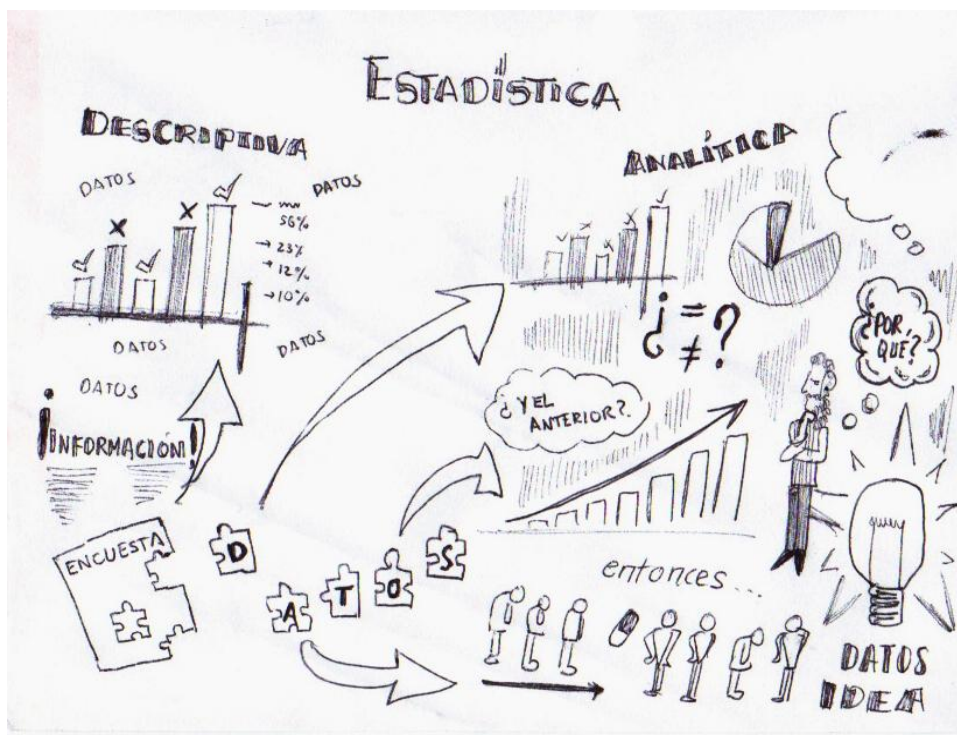 ESTADÍSTICA
DESCRIPTIVA
DATOS
DATOS
56%
23%
12%
10%
DATOS
DATOS
DATOS
¡INFORMACIÓN!
ENCUESTA
D
A
T
O
S
ANALÍTICA
¿ = ≠ ?
¿POR QUÉ?
¿Y EL
ANTERIOR?
entonces...
DATOS
IDEA